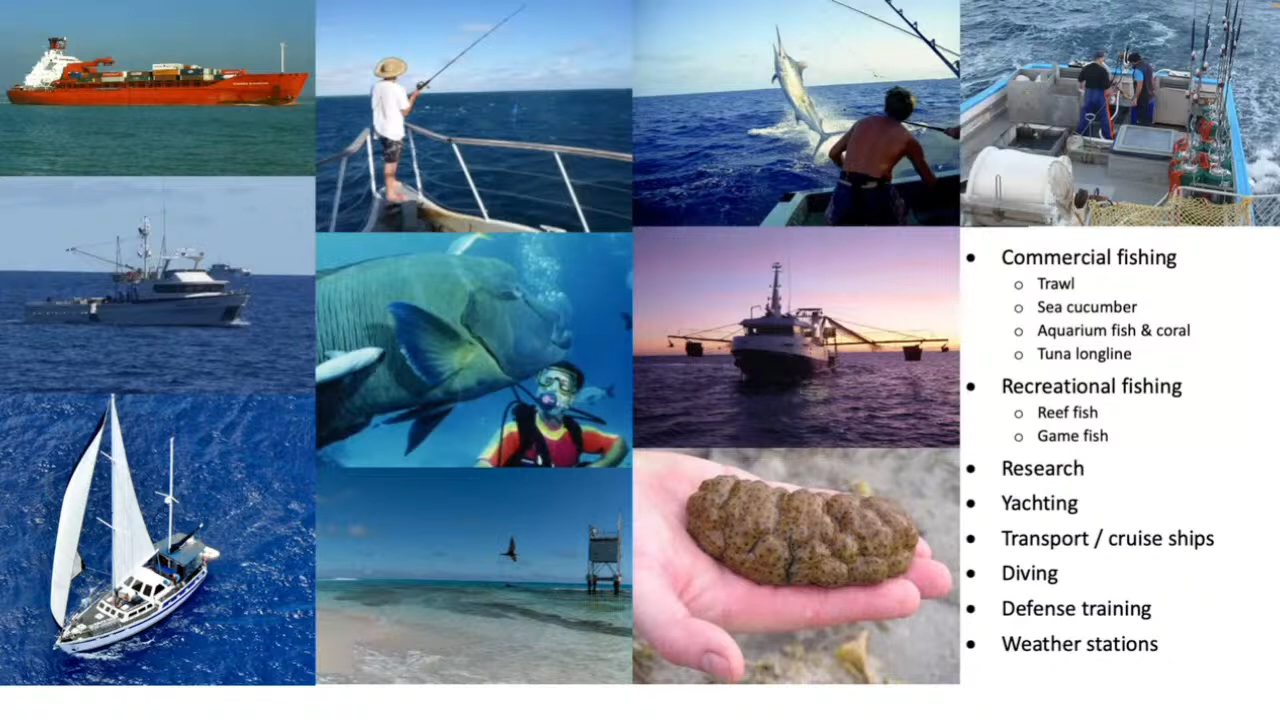 • Commercial fishing
o Trawl
o Sea cucumber
o Aquarium fish & coral
o Tuna longline
• Recreational fishing
o Reef fish
o Game fish
• Research
• Yachting
• Transport / cruise ships
• Diving
• Defense training
• Weather stations